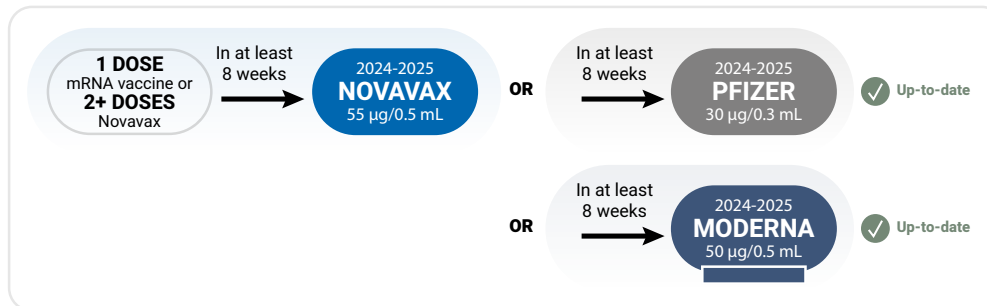 1 DOSE
mRNA vaccine or
2+ DOSES
Novavax
In at least
8 weeks
2024-2025
NOVAVAX
55 µg/0.5 mL
OR
In at least
8 weeks
2024-2025
PFIZER
30 µg/0.3 mL
Up-to-date
OR
In at least
8 weeks
2024-2025
MODERNA
50 µg/0.5 mL
Up-to-date